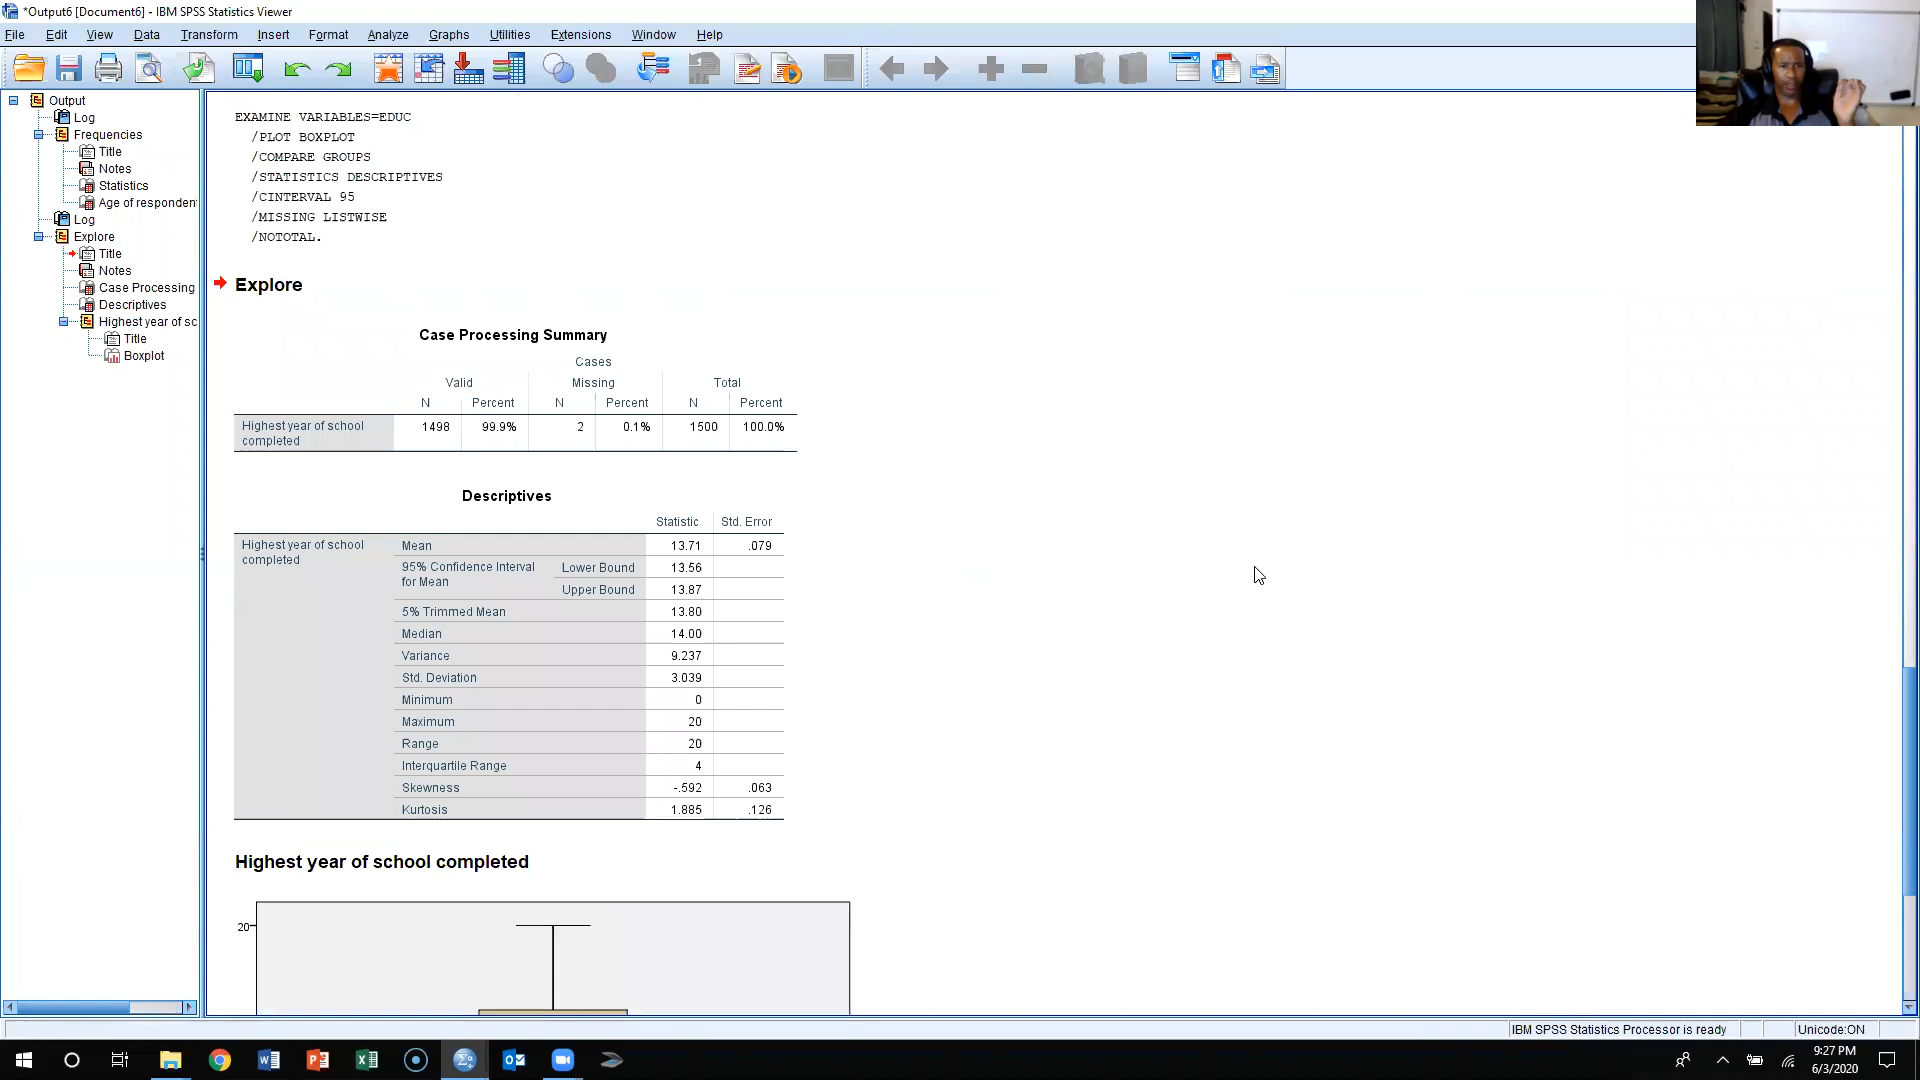 *Output6 [Document6] - IBM SPSS Statistics Viewer
File Edit View Data Transform Insert Format Analyze Graphs Utilities Extensions Window Help
Output
Log
Frequencies
Title
Notes
Statistics
Age of responden
Log
Explore
Title
Notes
Case Processing
Descriptives
Highest year of sc
Title
Boxplot
EXAMINE VARIABLES=EDUC
/PLOT BOXPLOT
/COMPARE GROUPS
/STATISTICS DESCRIPTIVES
/CINTERVAL 95
/MISSING LISTWISE
/NOTOTAL.
Explore
Case Processing Summary
Cases
Valid Missing Total
N Percent N Percent N Percent
Highest year of school completed 1498 99.9% 2 0.1% 1500 100.0%
Descriptives
Statistic Std. Error
Highest year of school completed Mean 13.71 .079
95% Confidence Interval for Mean Lower Bound 13.56
Upper Bound 13.87
5% Trimmed Mean 13.80
Median 14.00
Variance 9.237
Std. Deviation 3.039
Minimum 0
Maximum 20
Range 20
Interquartile Range 4
Skewness -.592 .063
Kurtosis 1.885 .126
Highest year of school completed
20
IBM SPSS Statistics Processor is ready Unicode:ON
9:27 PM
6/3/2020